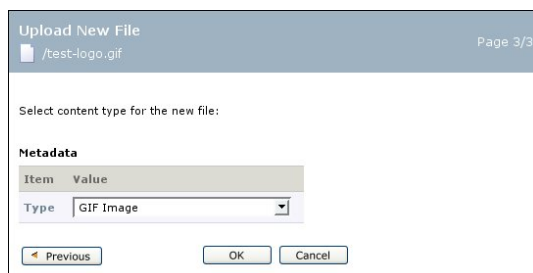 Upload New File
/test-logo.gif
Page 3/3
Select content type for the new file:
Metadata
Item Value
Type GIF Image
Previous OK Cancel